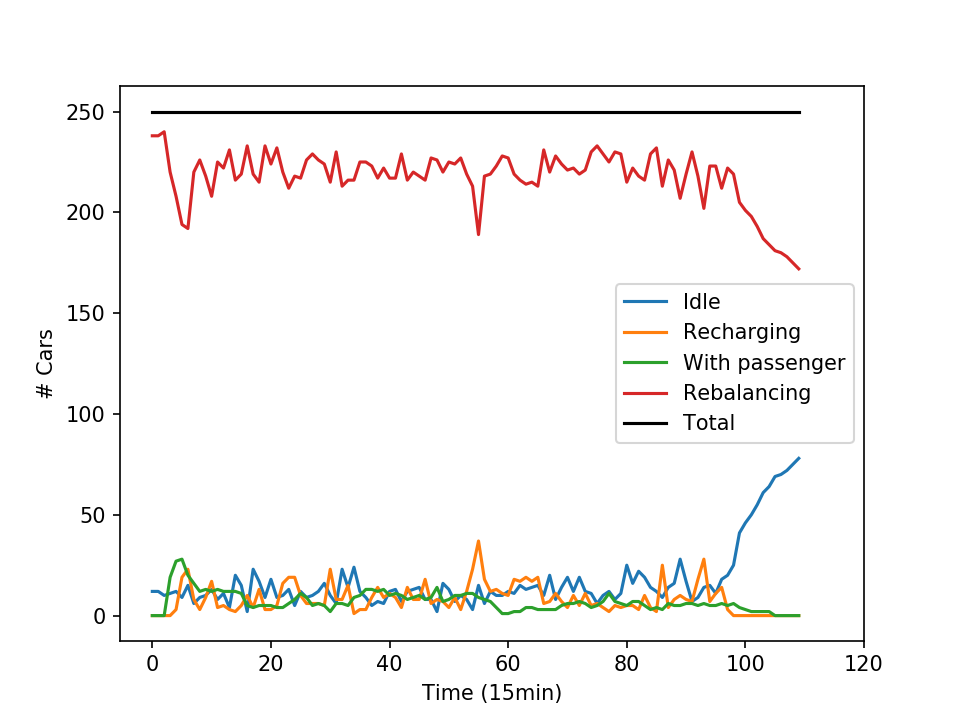 250
200
150
100
50
0
# Cars
Idle
Recharging
With passenger
Rebalancing
Total
0 20 40 60 80 100 120
Time (15min)